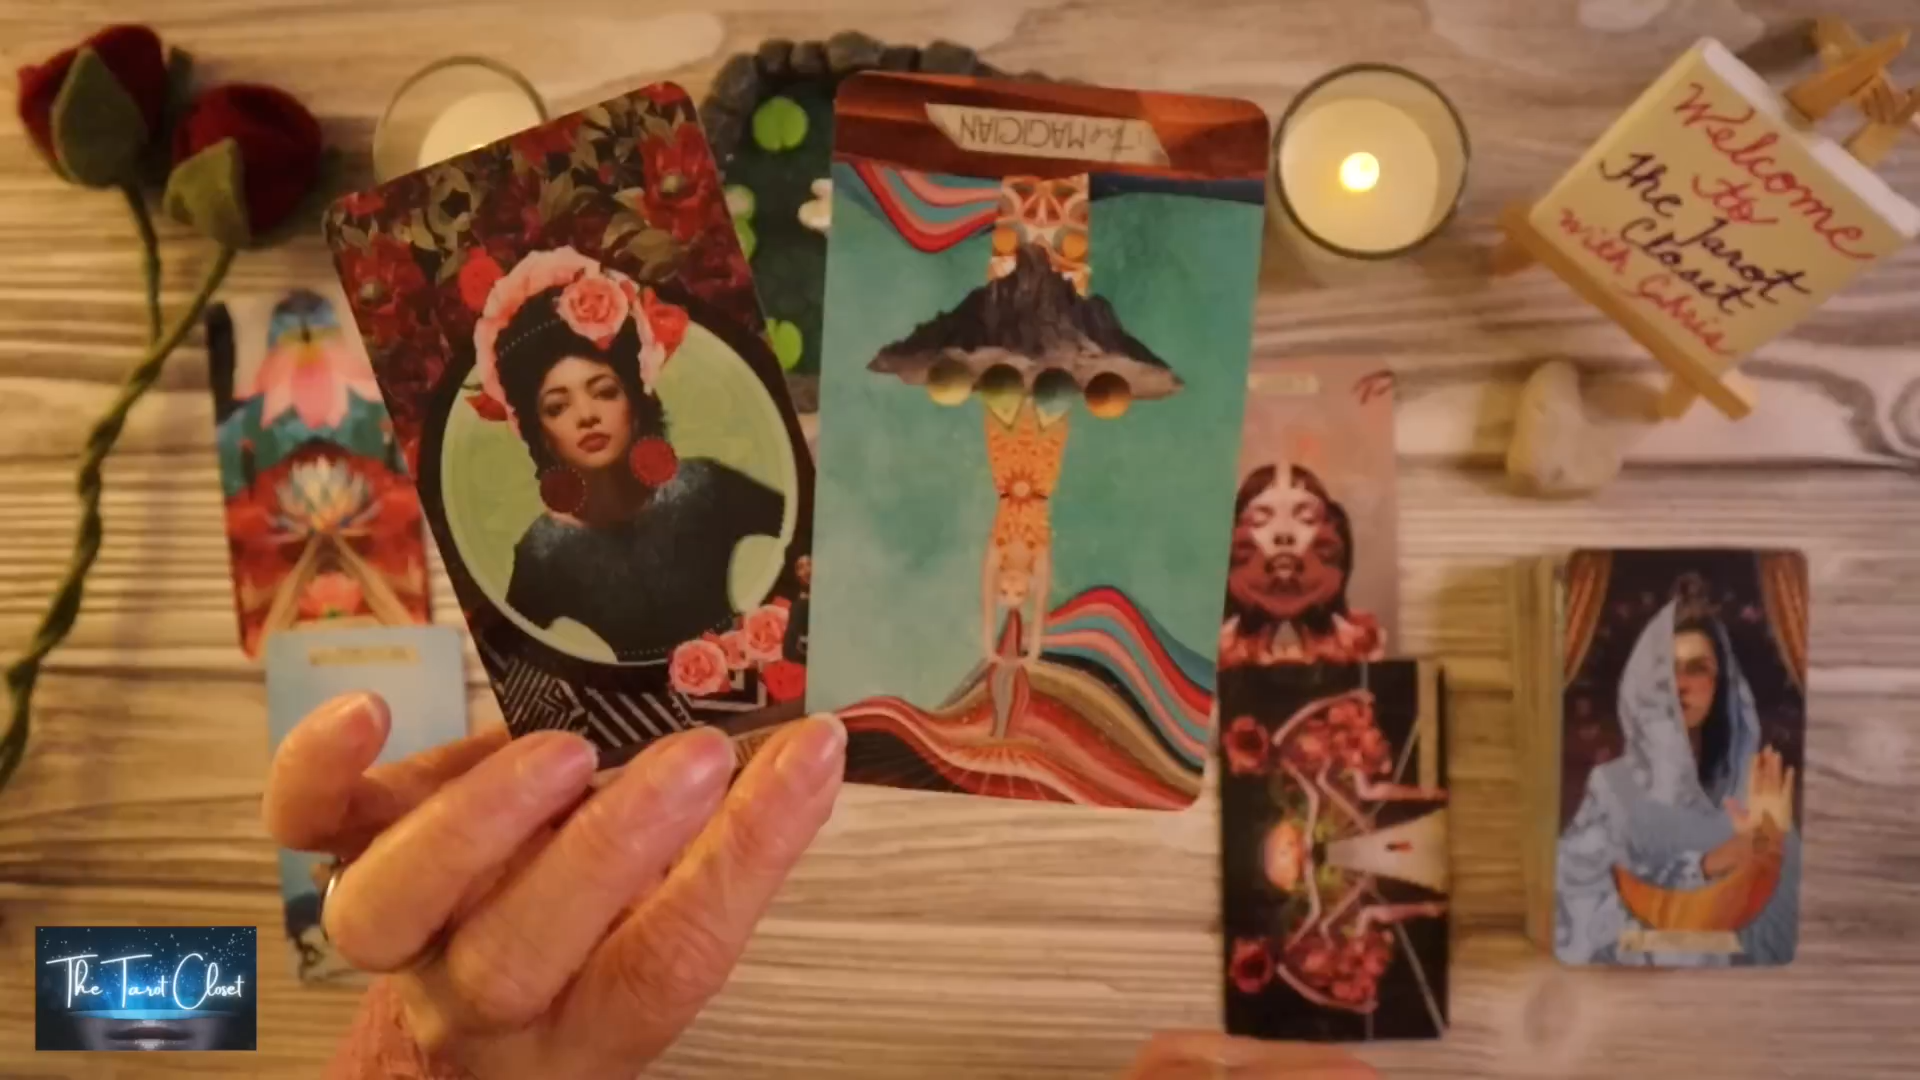 The MAGICIAN
Welcome
to
The Tarot
Closet
with Chris
The Tarot Closet